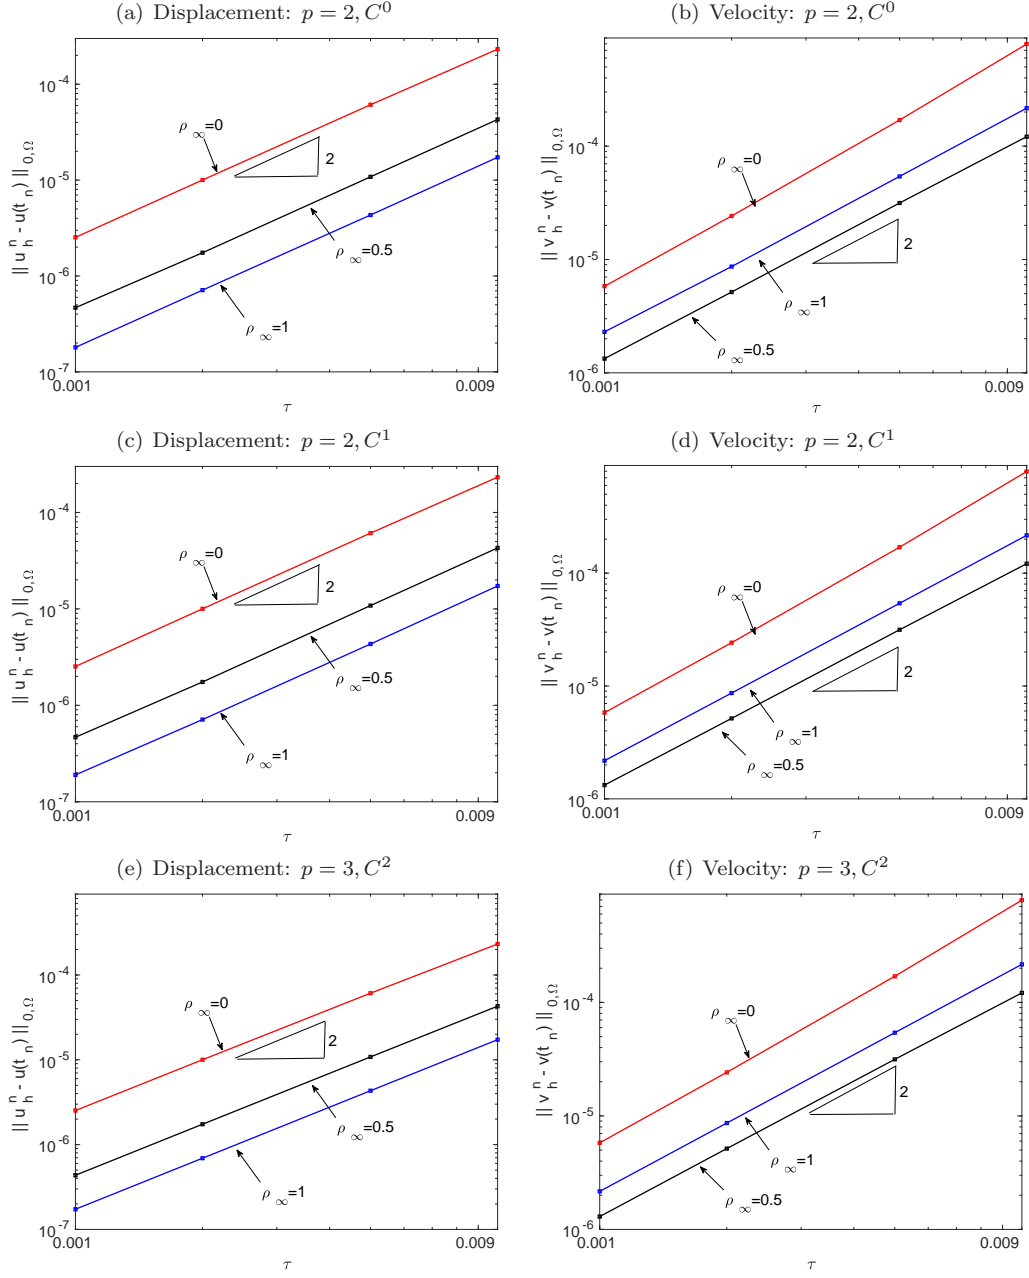 (a) Displacement: p = 2, C^0
10^-4
10^-5
10^-6
10^-7
|| u_h^n - u(t_n) ||_{0,Ω}
ρ_∞=0
2
ρ_∞=0.5
ρ_∞=1
0.001
0.009
τ
(b) Velocity: p = 2, C^0
10^-4
10^-5
10^-6
|| v_h^n - v(t_n) ||_{0,Ω}
ρ_∞=0
2
ρ_∞=1
ρ_∞=0.5
0.001
0.009
τ
(c) Displacement: p = 2, C^1
10^-4
10^-5
10^-6
10^-7
|| u_h^n - u(t_n) ||_{0,Ω}
ρ_∞=0
2
ρ_∞=0.5
ρ_∞=1
0.001
0.009
τ
(d) Velocity: p = 2, C^1
10^-4
10^-5
10^-6
|| v_h^n - v(t_n) ||_{0,Ω}
ρ_∞=0
2
ρ_∞=1
ρ_∞=0.5
0.001
0.009
τ
(e) Displacement: p = 3, C^2
10^-4
10^-5
10^-6
10^-7
|| u_h^n - u(t_n) ||_{0,Ω}
ρ_∞=0
2
ρ_∞=0.5
ρ_∞=1
0.001
0.009
τ
(f) Velocity: p = 3, C^2
10^-4
10^-5
10^-6
|| v_h^n - v(t_n) ||_{0,Ω}
ρ_∞=0
2
ρ_∞=1
ρ_∞=0.5
0.001
0.009
τ